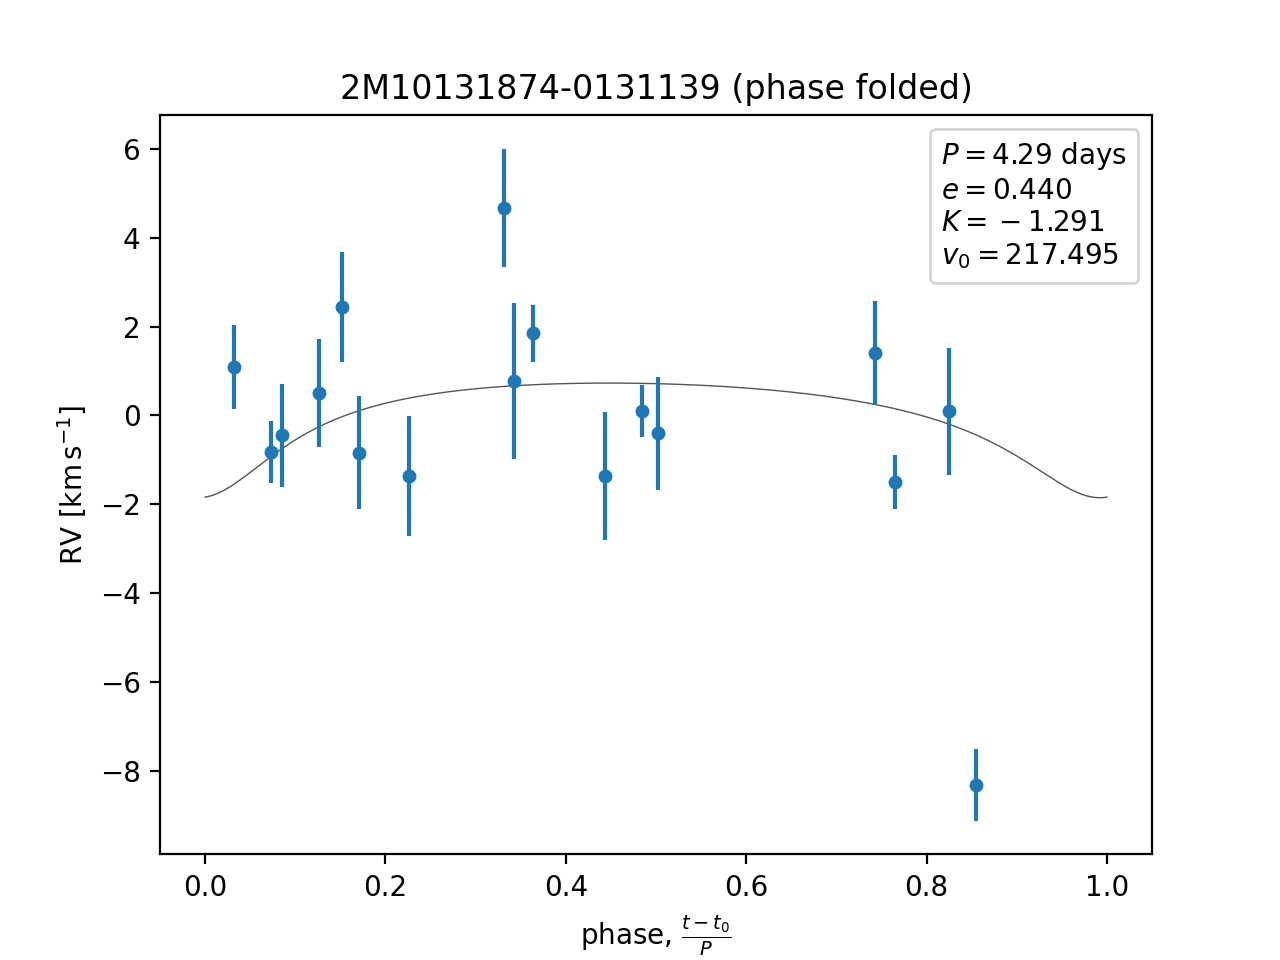 2M10131874-0131139 (phase folded)
P = 4.29 days
e = 0.440
K = −1.291
v₀ = 217.495
6
4
2
0
−2
−4
−6
−8
RV [km s⁻¹]
0.0 0.2 0.4 0.6 0.8 1.0
phase, (t − t₀)/P